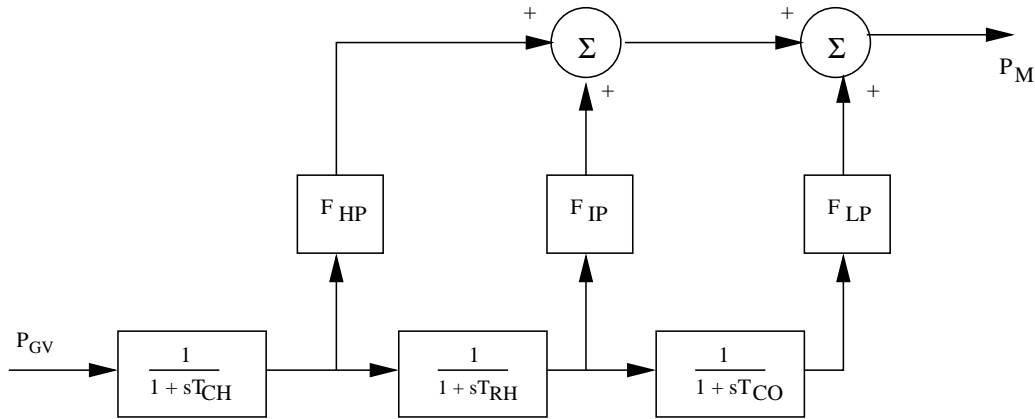 + Σ + Σ
+ +
P_M
F_HP F_IP F_LP
P_GV
1 1 1
1 + sT_CH 1 + sT_RH 1 + sT_CO